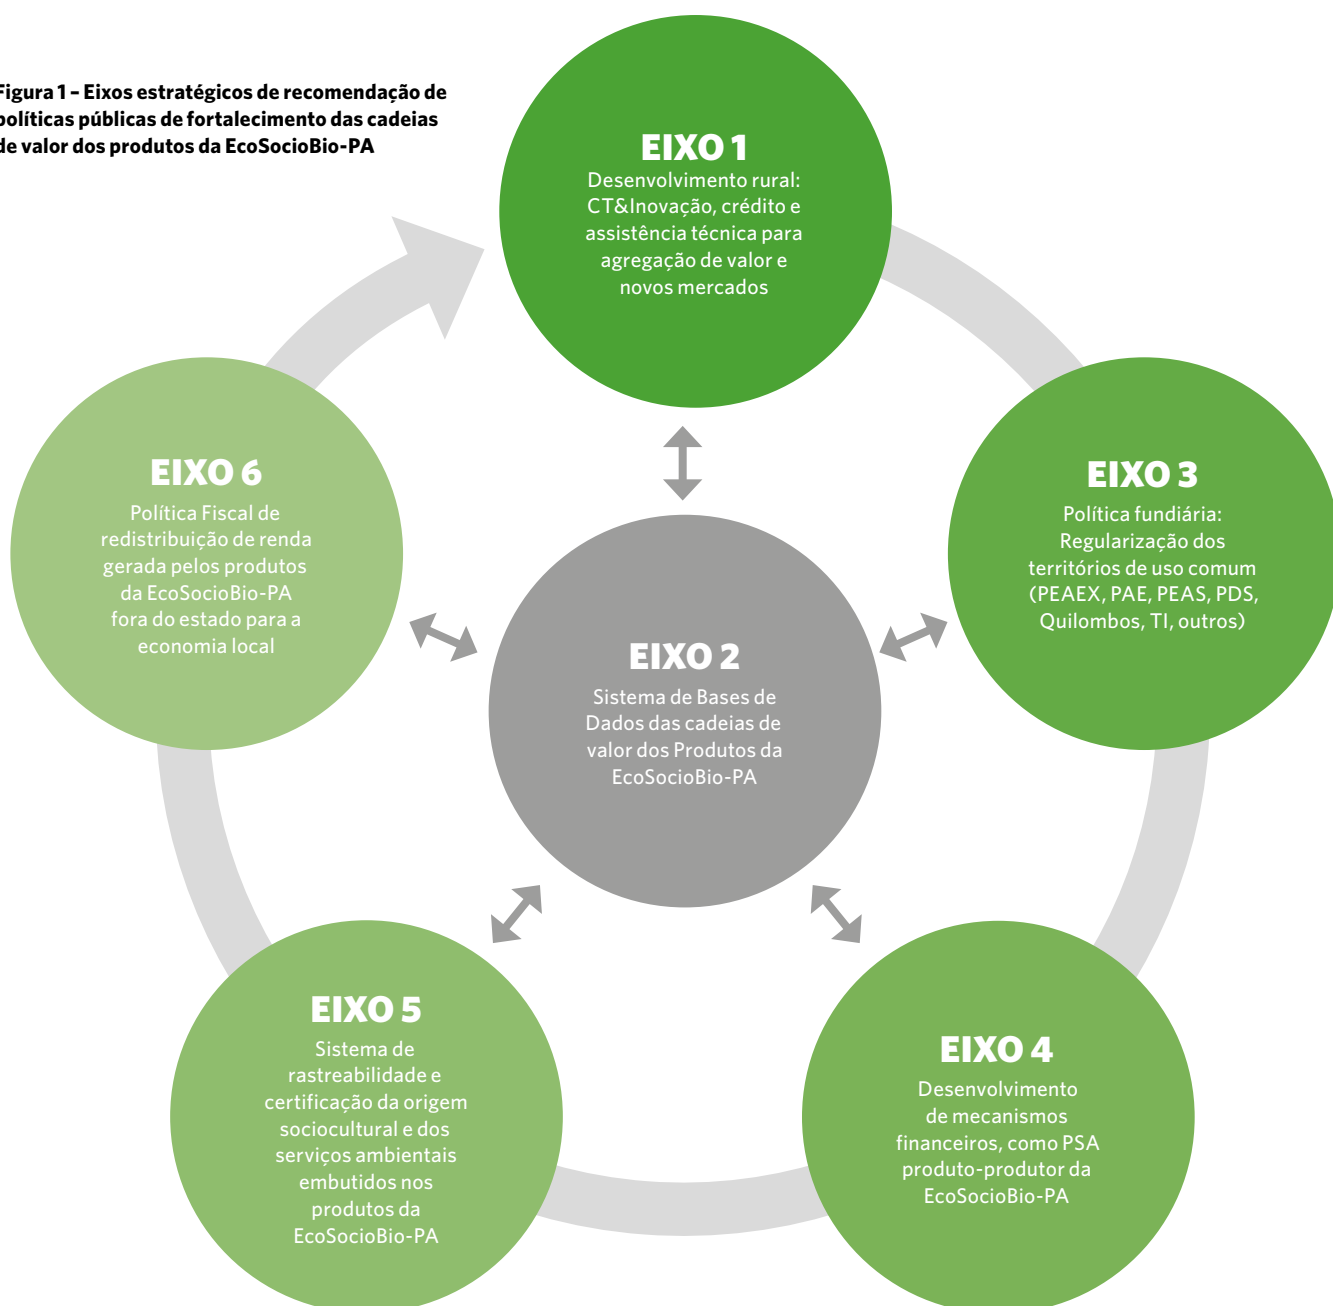 Figura 1 – Eixos estratégicos de recomendação de
políticas públicas de fortalecimento das cadeias
de valor dos produtos da EcoSocioBio-PA
EIXO 1
Desenvolvimento rural:
CT&Inovação, crédito e
assistência técnica para
agregação de valor e
novos mercados
EIXO 6
Política Fiscal de
redistribuição de renda
gerada pelos produtos
da EcoSocioBio-PA
fora do estado para a
economia local
EIXO 3
Política fundiária:
Regularização dos
territórios de uso comum
(PEAEX, PAE, PEAS, PDS,
Quilombos, TI, outros)
EIXO 2
Sistema de Bases de
Dados das cadeias de
valor dos Produtos da
EcoSocioBio-PA
EIXO 5
Sistema de
rastreabilidade e
certificação da origem
sociocultural e dos
serviços ambientais
embutidos nos
produtos da
EcoSocioBio-PA
EIXO 4
Desenvolvimento
de mecanismos
financeiros, como PSA
produto-produtor da
EcoSocioBio-PA